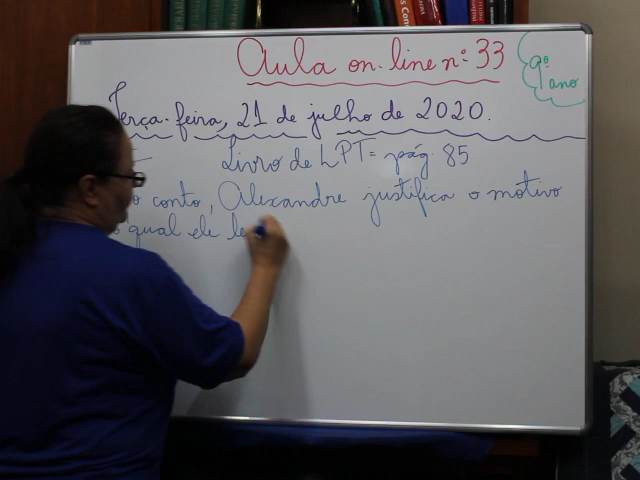 Aula on-line nº 33
9º ano
Terça-feira, 21 de julho de 2020.
Livro de LPT= pág. 85
o conto, Alexandre justifica o motivo
qual ele le